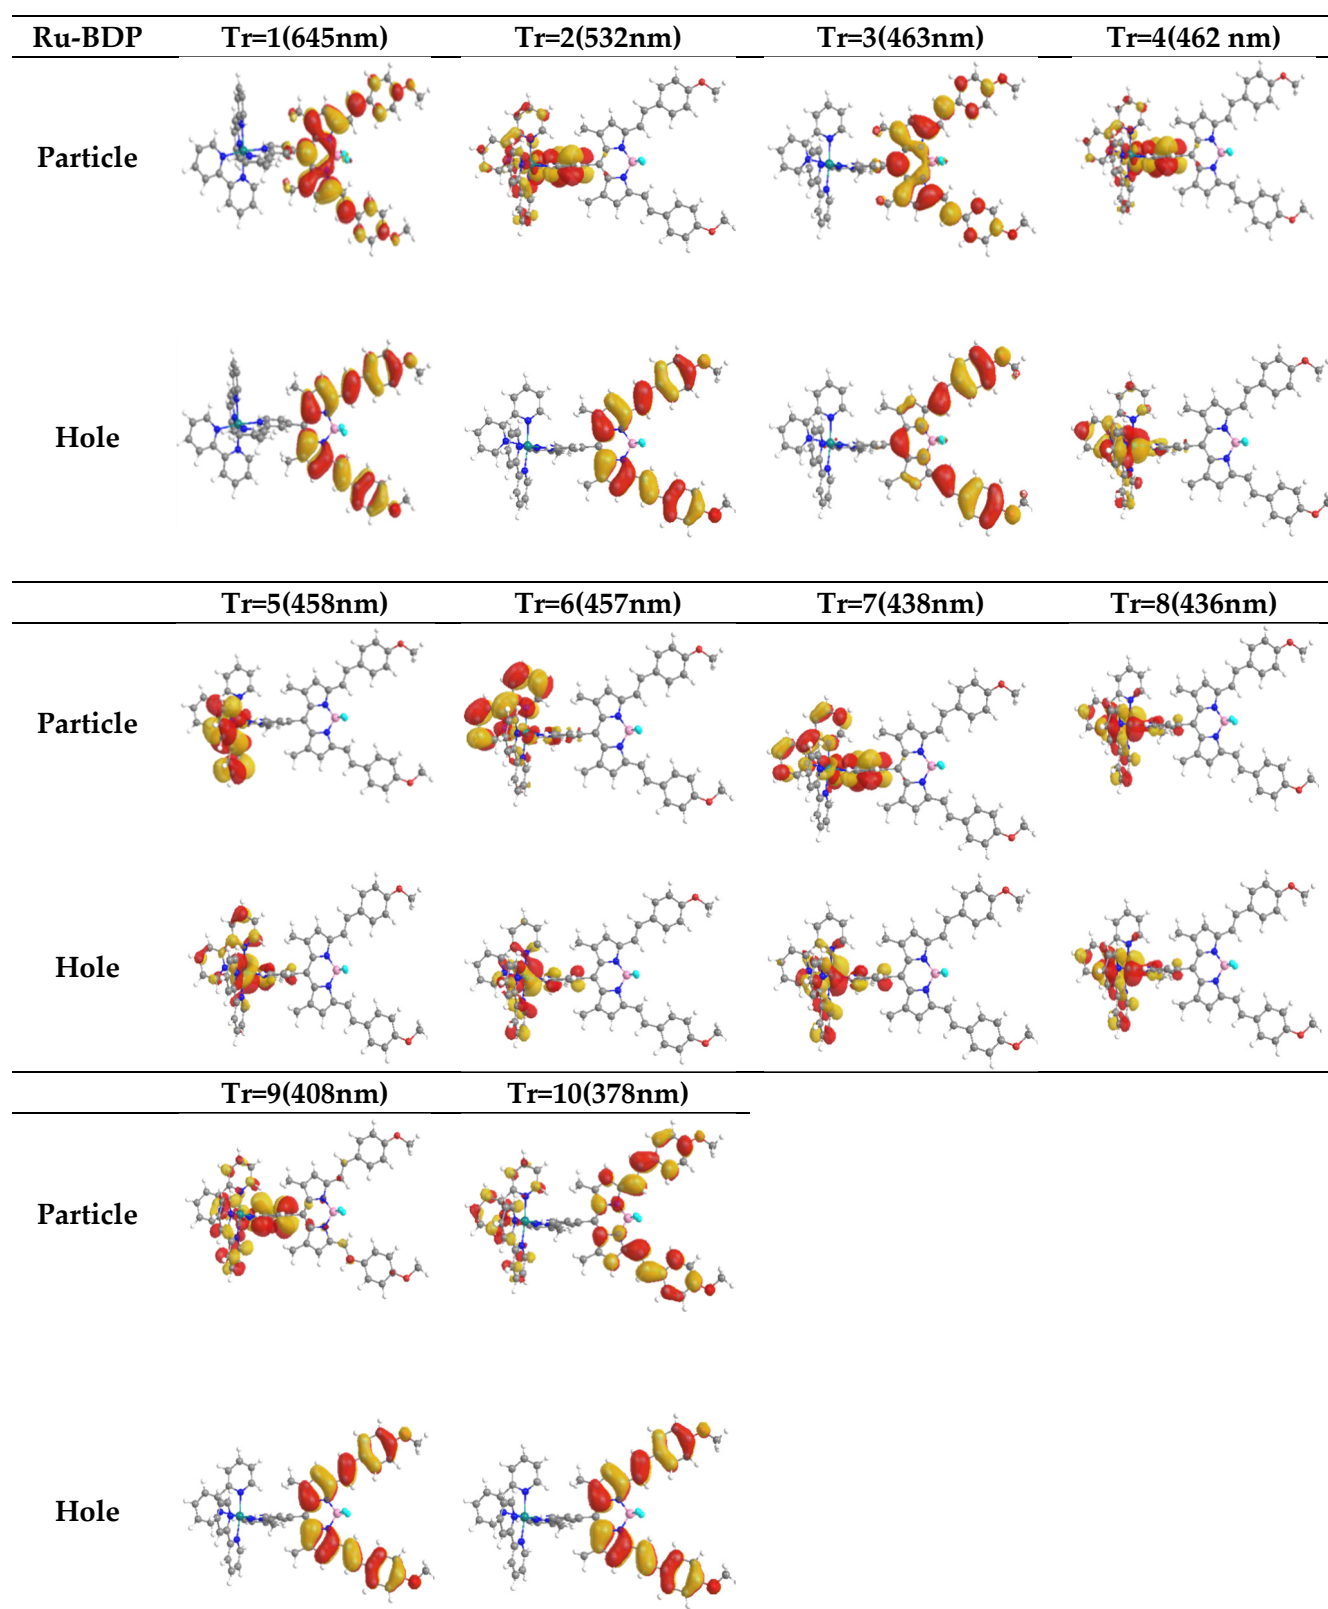 Ru-BDP Tr=1(645nm) Tr=2(532nm) Tr=3(463nm) Tr=4(462 nm)
Particle
Hole
Tr=5(458nm) Tr=6(457nm) Tr=7(438nm) Tr=8(436nm)
Particle
Hole
Tr=9(408nm) Tr=10(378nm)
Particle
Hole